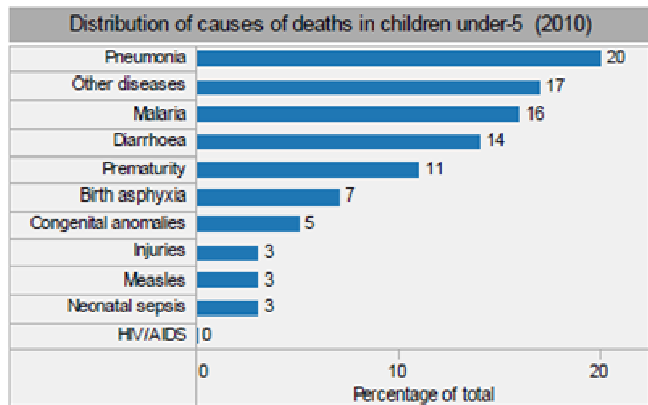 Distribution of causes of deaths in children under-5 (2010)
Pneumonia 20
Other diseases 17
Malaria 16
Diarrhoea 14
Prematurity 11
Birth asphyxia 7
Congenital anomalies 5
Injuries 3
Measles 3
Neonatal sepsis 3
HIV/AIDS 0
0 10 20
Percentage of total